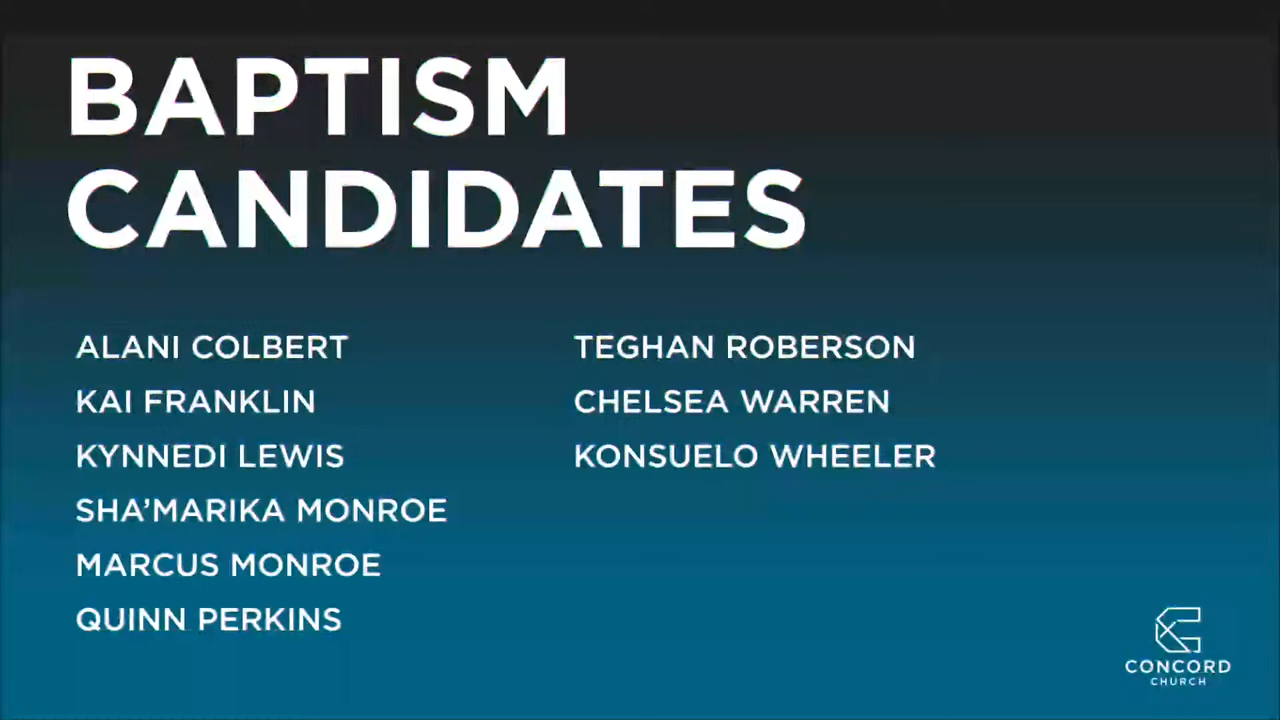 BAPTISM
CANDIDATES
ALANI COLBERT
KAI FRANKLIN
KYNNEDI LEWIS
SHA’MARIKA MONROE
MARCUS MONROE
QUINN PERKINS
TEGHAN ROBERSON
CHELSEA WARREN
KONSUELO WHEELER
CONCORD
CHURCH